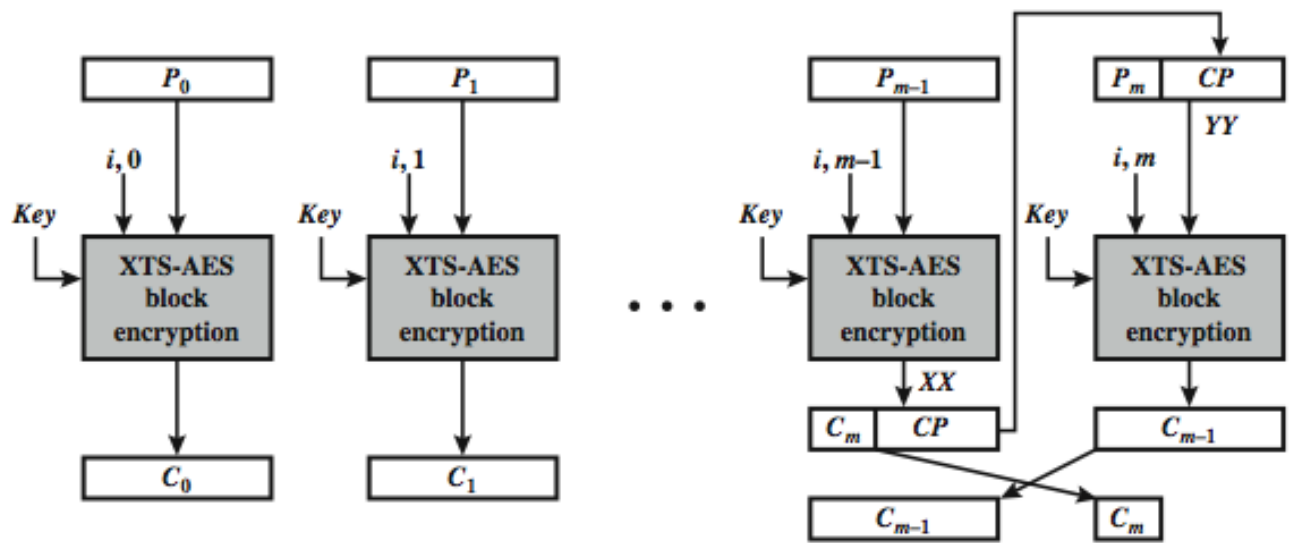 P₀ P₁ Pₘ₋₁ Pₘ CP
YY
i, 0 i, 1 i, m–1 i, m
Key Key Key Key
XTS-AES XTS-AES XTS-AES XTS-AES
block block block block
encryption encryption • • • encryption encryption
XX
Cₘ CP Cₘ₋₁
C₀ C₁
Cₘ₋₁ Cₘ